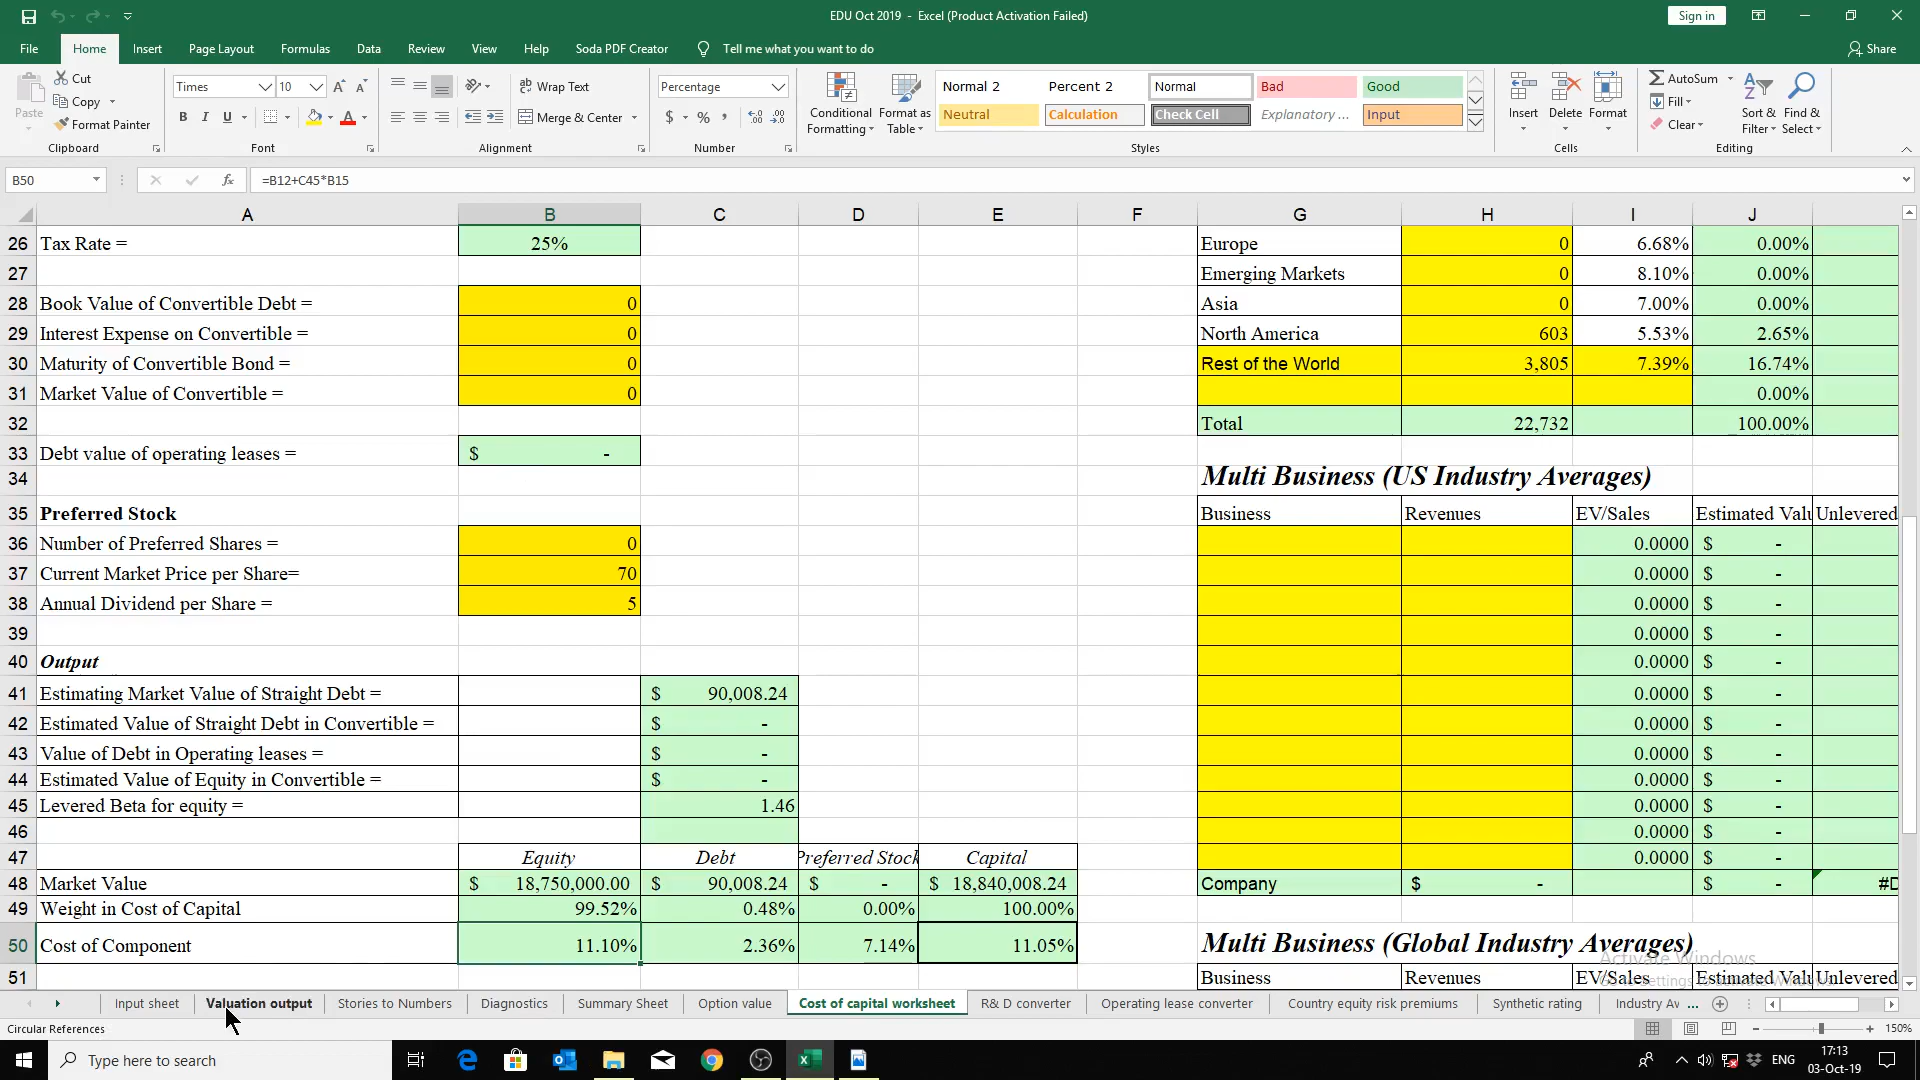 EDU Oct 2019 - Excel (Product Activation Failed)
Sign in
File Home Insert Page Layout Formulas Data Review View Help Soda PDF Creator Tell me what you want to do
Share
Paste
Cut
Copy
Format Painter
Clipboard
Times 10
B I U
Font
Wrap Text
Merge & Center
Alignment
Percentage
$ % ,
Number
Conditional Formatting
Format as Table
Normal 2 Percent 2 Normal Bad Good
Neutral Calculation Check Cell Explanatory ... Input
Styles
Insert Delete Format
Cells
AutoSum
Fill
Clear
Sort & Filter
Find & Select
Editing
B50 fx =B12+C45*B15
A B C D E F G H I J
26 Tax Rate = 25% Europe 0 6.68% 0.00%
27 Emerging Markets 0 8.10% 0.00%
28 Book Value of Convertible Debt = 0 Asia 0 7.00% 0.00%
29 Interest Expense on Convertible = 0 North America 603 5.53% 2.65%
30 Maturity of Convertible Bond = 0 Rest of the World 3,805 7.39% 16.74%
31 Market Value of Convertible = 0 0.00%
32 Total 22,732 100.00%
33 Debt value of operating leases = $ -
34 Multi Business (US Industry Averages)
35 Preferred Stock Business Revenues EV/Sales Estimated Valu Unlevered
36 Number of Preferred Shares = 0 0.0000 $ -
37 Current Market Price per Share= 70 0.0000 $ -
38 Annual Dividend per Share = 5 0.0000 $ -
39 0.0000 $ -
40 Output 0.0000 $ -
41 Estimating Market Value of Straight Debt = $ 90,008.24 0.0000 $ -
42 Estimated Value of Straight Debt in Convertible = $ - 0.0000 $ -
43 Value of Debt in Operating leases = $ - 0.0000 $ -
44 Estimated Value of Equity in Convertible = $ - 0.0000 $ -
45 Levered Beta for equity = 1.46 0.0000 $ -
46 0.0000 $ -
47 Equity Debt Preferred Stock Capital 0.0000 $ -
48 Market Value $ 18,750,000.00 $ 90,008.24 $ - $ 18,840,008.24 Company $ - $ - #D
49 Weight in Cost of Capital 99.52% 0.48% 0.00% 100.00%
50 Cost of Component 11.10% 2.36% 7.14% 11.05% Multi Business (Global Industry Averages)
Activate Windows
51 Business Revenues EV/Sales Estimated Valu Unlevered
Input sheet Valuation output Stories to Numbers Diagnostics Summary Sheet Option value Cost of capital worksheet R& D converter Operating lease converter Country equity risk premiums Synthetic rating Industry Av ...
Circular References
150%
Type here to search
ENG
17:13
03-Oct-19